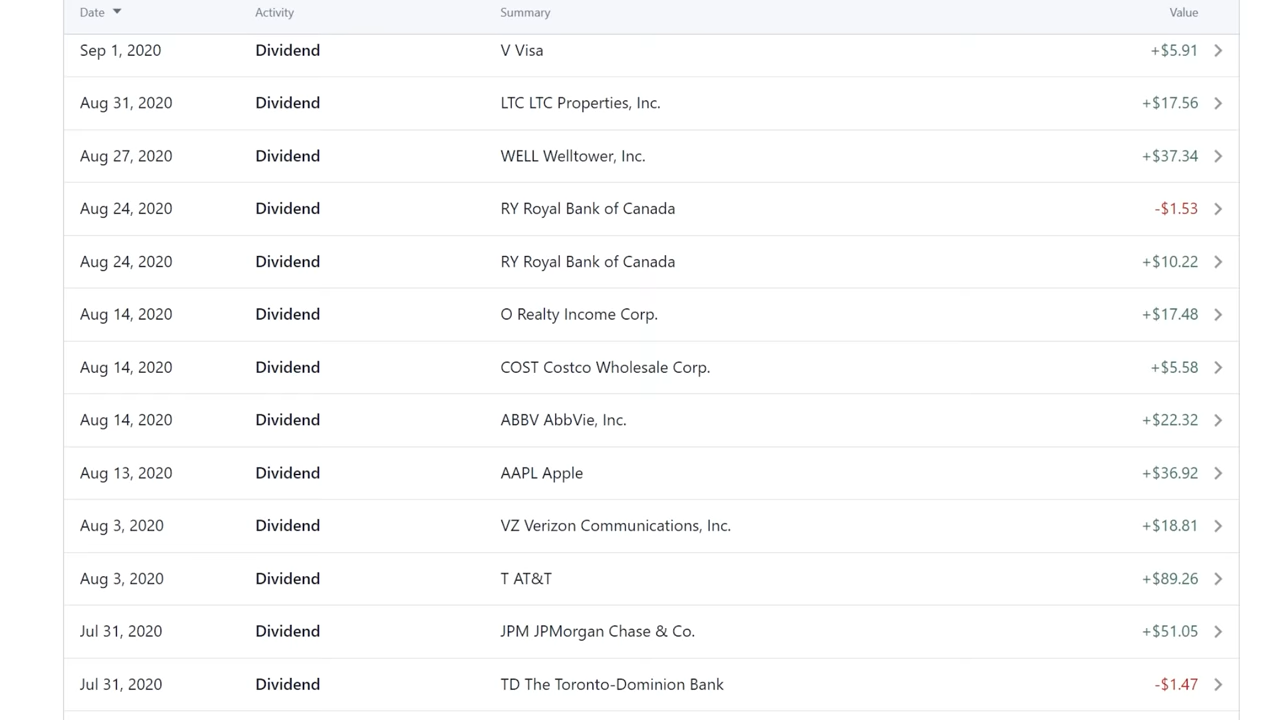 Date Activity Summary Value
Sep 1, 2020 Dividend V Visa +$5.91
Aug 31, 2020 Dividend LTC LTC Properties, Inc. +$17.56
Aug 27, 2020 Dividend WELL Welltower, Inc. +$37.34
Aug 24, 2020 Dividend RY Royal Bank of Canada -$1.53
Aug 24, 2020 Dividend RY Royal Bank of Canada +$10.22
Aug 14, 2020 Dividend O Realty Income Corp. +$17.48
Aug 14, 2020 Dividend COST Costco Wholesale Corp. +$5.58
Aug 14, 2020 Dividend ABBV AbbVie, Inc. +$22.32
Aug 13, 2020 Dividend AAPL Apple +$36.92
Aug 3, 2020 Dividend VZ Verizon Communications, Inc. +$18.81
Aug 3, 2020 Dividend T AT&T +$89.26
Jul 31, 2020 Dividend JPM JPMorgan Chase & Co. +$51.05
Jul 31, 2020 Dividend TD The Toronto-Dominion Bank -$1.47